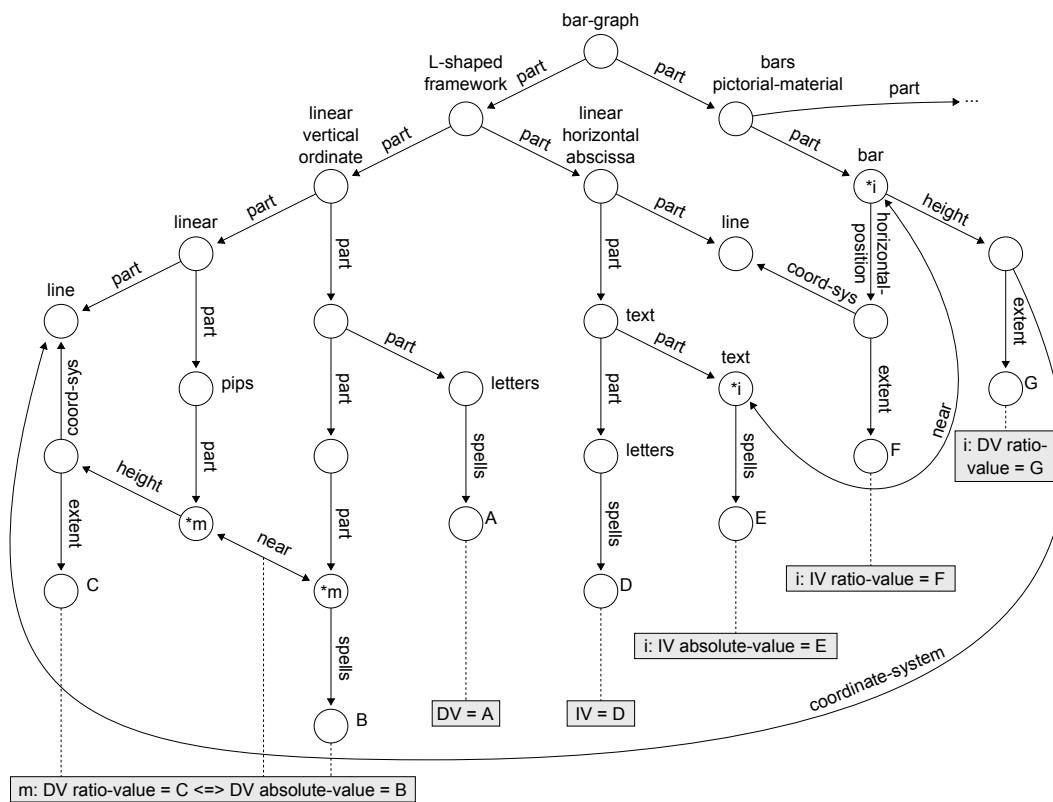 bar-graph
L-shaped
framework
bars
pictorial-material
part
part
part
...
linear
vertical
ordinate
linear
horizontal
abscissa
part
part
part
bar
*i
height
linear
part
part
part
part
line
horizontal-
position
coord-sys
line
part
part
text
part
part
extent
part
text
coord-sys
pips
part
letters
*i
extent
G
near
i: DV ratio-
value = G
height
part
spells
letters
spells
F
extent
*m
near
part
A
spells
E
C
*m
D
i: IV ratio-value = F
spells
i: IV absolute-value = E
coordinate-system
B
DV = A
IV = D
m: DV ratio-value = C <=> DV absolute-value = B